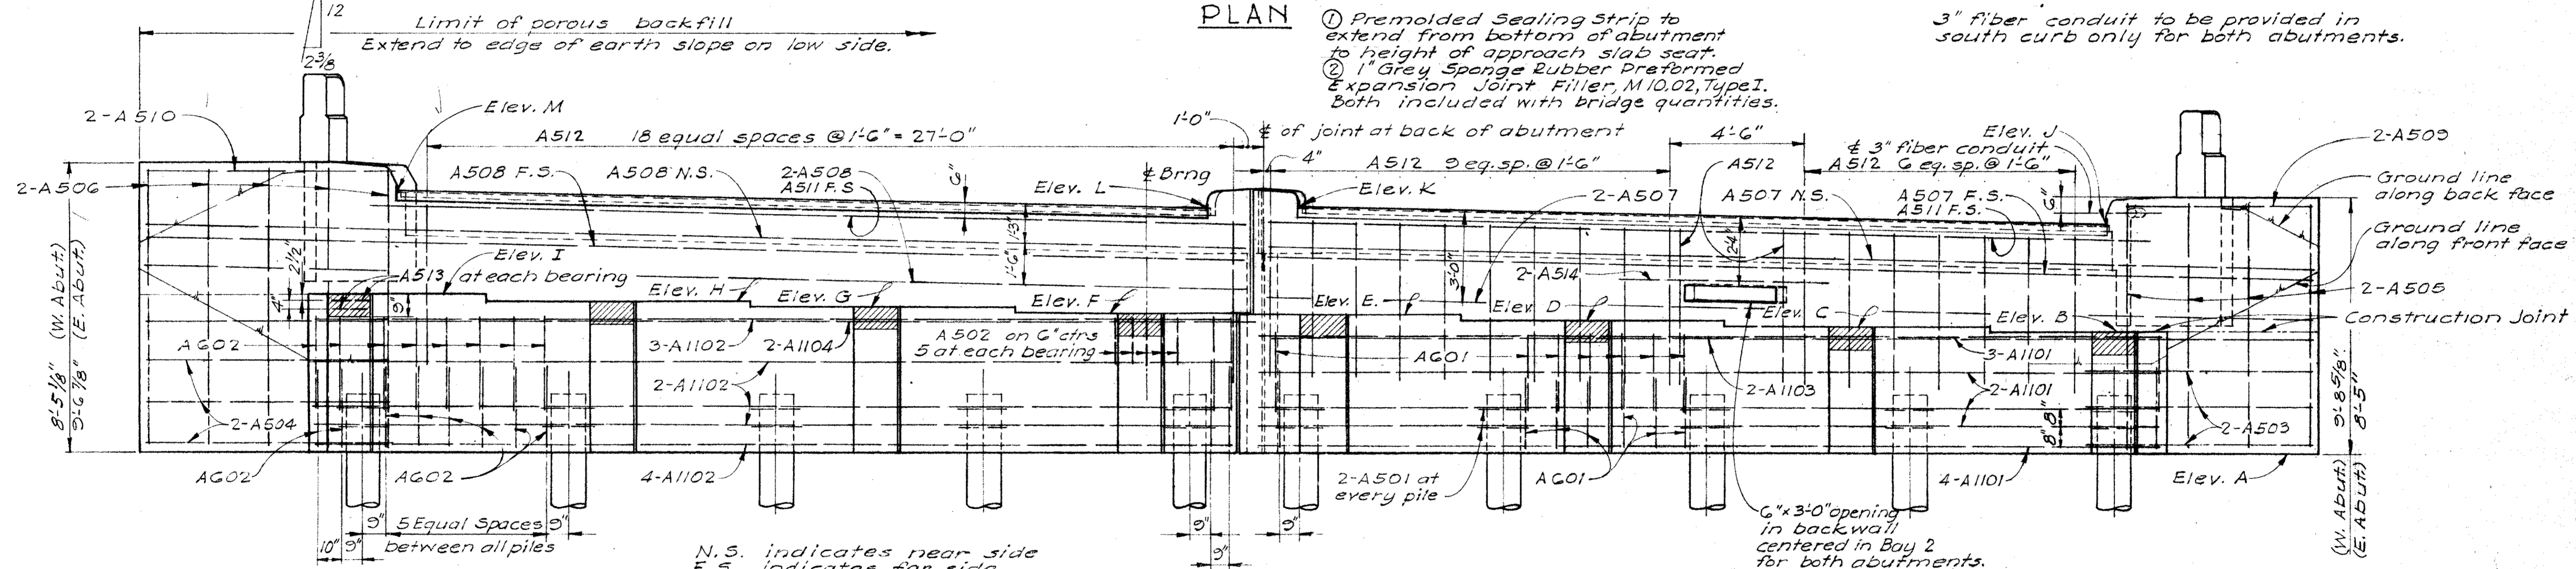 12
Limit of porous backfill
Extend to edge of earth slope on low side.
2 3/8
PLAN
① Premolded Sealing Strip to
extend from bottom of abutment
to height of approach slab seat.
② 1" Grey Sponge Rubber Preformed
Expansion Joint Filler, M10,02, Type I.
Both included with bridge quantities.
3" fiber conduit to be provided in
south curb only for both abutments.
2-A510
Elev. M
A512 18 equal spaces @ 1'-6" = 27'-0"
1'-0"
℄ of joint at back of abutment
4'-6"
Elev. J
2-A509
4"
A512 9 eq. sp. @ 1'-6"
A512
℄ 3" fiber conduit
A512 6 eq. sp. @ 1'-6"
2-A506
A508 F.S.
A508 N.S.
2-A508
A511 F.S
6"
Elev. L
℄ Brng
Elev. K
2-A507
A507 N.S.
A507 F.S.
A511 F.S.
6"
Ground line
along back face
Ground line
along front face
1'-3"
1'-6"
3'-0"
2'-4"
2 1/2"
Elev. I
A513 at each bearing
4"
9"
Elev. H
Elev. G
Elev. F
Elev. E.
Elev. D
2-A514
Elev. C
Elev. B
2-A505
Construction Joint
A602
3-A1102
2-A1104
A502 on 6" ctrs
5 at each bearing
A601
2-A1103
3-A1101
2-A1101
2-A1102
8'-5 1/8" (W. Abut.)
9'-6 7/8" (E. Abut.)
9'-8 5/8" (W. Abut.)
8'-5" (E. Abut.)
2-A504
8" 8"
2-A503
A602
A602
4-A1102
2-A501 at
every pile
A601
4-A1101
Elev. A
9"
5 Equal Spaces
between all piles
9"
10" 9"
9"
9"
9"
6" x 3'-0" opening
in backwall
centered in Bay 2
for both abutments.
N.S. indicates near side
F.S. indicates far side